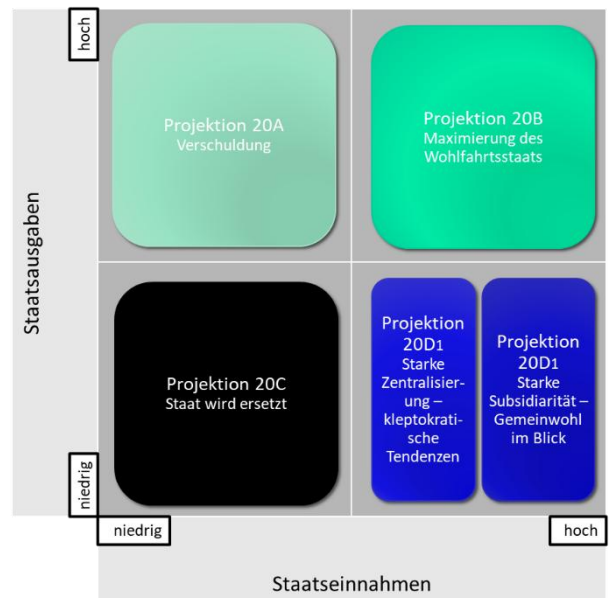 hoch
Projektion 20A
Verschuldung
Projektion 20B
Maximierung des
Wohlfahrtsstaats
Staatsausgaben
Projektion 20C
Staat wird ersetzt
Projektion
20D1
Starke
Zentralisier-
ung –
kleptokrati-
sche
Tendenzen
Projektion
20D1
Starke
Subsidiarität –
Gemeinwohl
im Blick
niedrig
niedrig
hoch
Staatseinnahmen